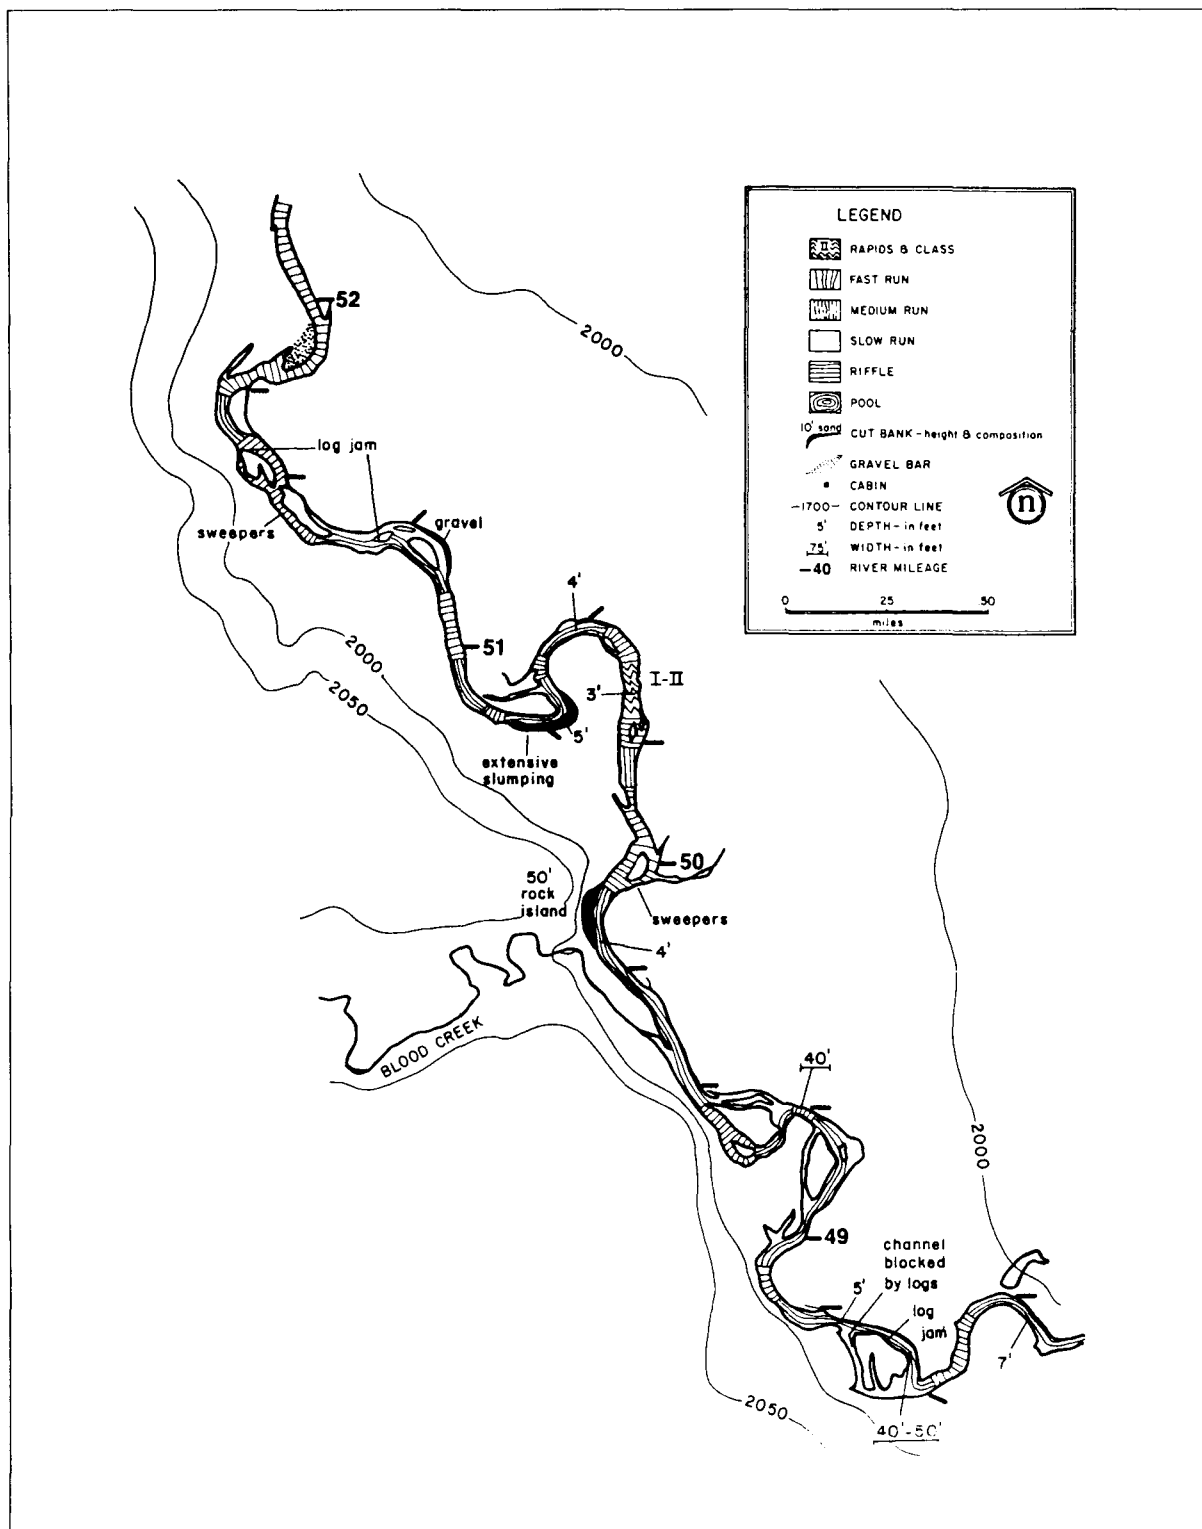 LEGEND
II RAPIDS & CLASS
FAST RUN
MEDIUM RUN
SLOW RUN
RIFFLE
POOL
10' sand
CUT BANK - height & composition
GRAVEL BAR
CABIN
-1700- CONTOUR LINE
5' DEPTH - in feet
75' WIDTH - in feet
-40 RIVER MILEAGE
n
0 25 50
miles
52
2000
log jam
sweepers
gravel
4'
51
2000
2050
I-II
3'
5'
extensive
slumping
50
50'
rock
island
sweepers
4'
BLOOD CREEK
40'
2000
49
channel
blocked
by logs
5'
log
jam
7'
2050
40'-50'